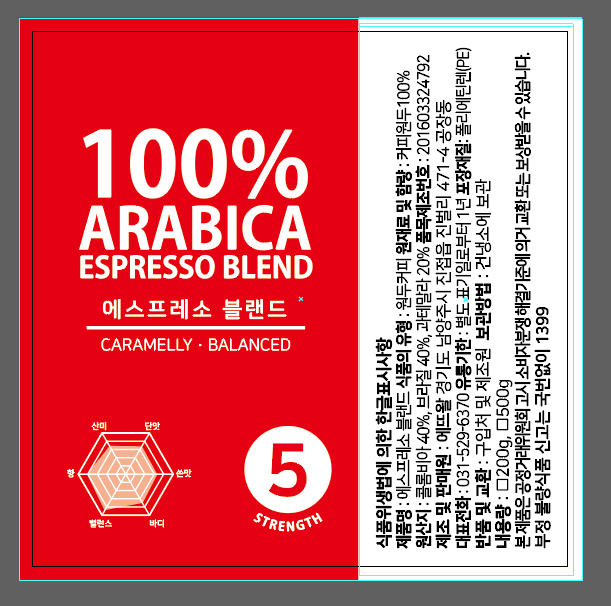 100%
ARABICA
ESPRESSO BLEND
에스프레소 블랜드
CARAMELLY · BALANCED
산미
단맛
향
쓴맛
밸런스
바디
5
STRENGTH
식품위생법에 의한 한글표시사항
제품명 : 에스프레소 블랜드 식품의 유형 : 원두커피 원재료 및 함량 : 커피원두100%
원산지 : 콜롬비아 40%, 브라질 40%, 과테말라 20% 품목제조번호 : 201603324792
제조 및 판매원 : 에뜨왈 경기도 남양주시 진접읍 진벌리 471-4 공장동
대표전화 : 031-529-6370 유통기한 : 별도 표기일로부터 1년 포장재질: 폴리에틸렌(PE)
반품 및 교환 : 구입처 및 제조원 보관방법 : 건냉소에 보관
내용량 : □200g, □500g
본 제품은 공정거래위원회 고시 소비자분쟁 해결기준에 의거 교환 또는 보상받을 수 있습니다.
부정 불량식품 신고는 국번없이 1399